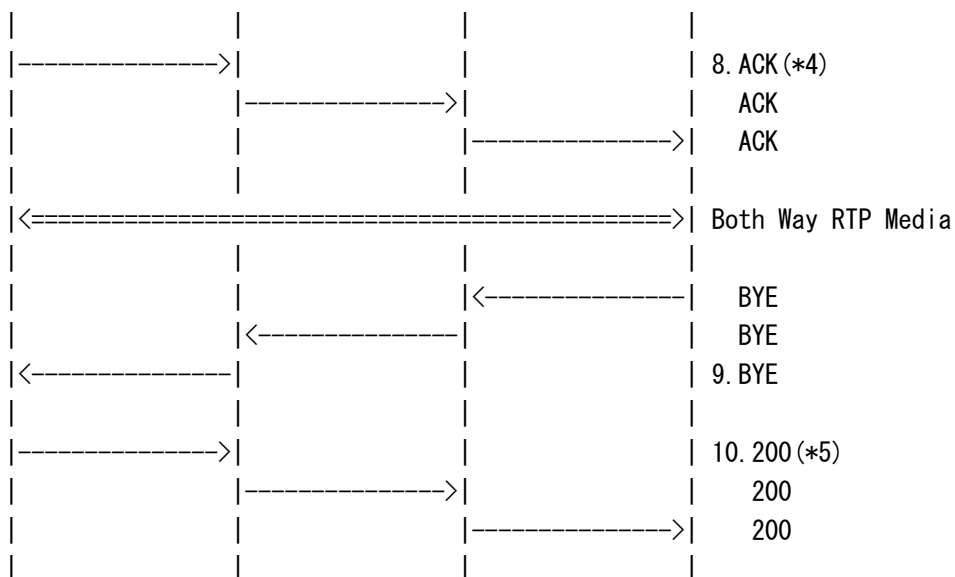 8.ACK(*4)
ACK
ACK
Both Way RTP Media
BYE
BYE
9.BYE
10.200(*5)
200
200